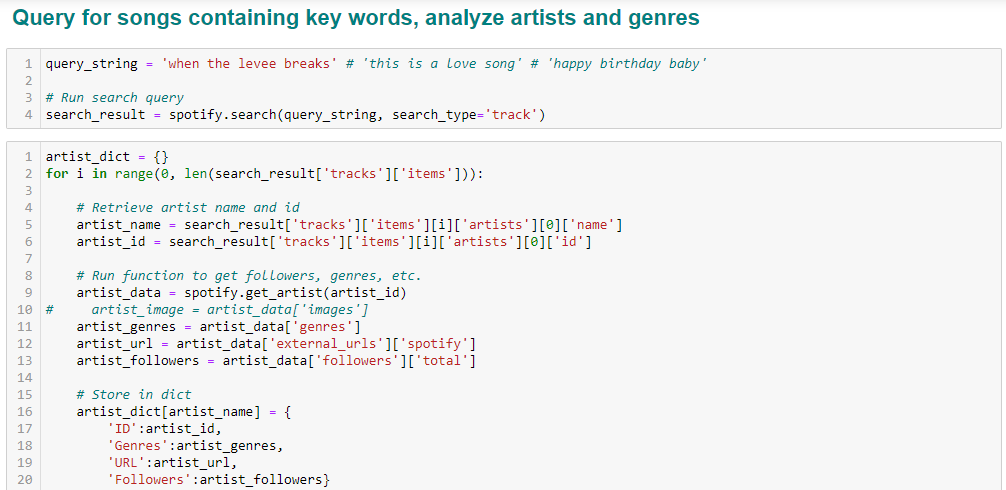 Query for songs containing key words, analyze artists and genres
1 query_string = 'when the levee breaks' # 'this is a love song' # 'happy birthday baby'
2
3 # Run search query
4 search_result = spotify.search(query_string, search_type='track')
1 artist_dict = {}
2 for i in range(0, len(search_result['tracks']['items'])):
3
4     # Retrieve artist name and id
5     artist_name = search_result['tracks']['items'][i]['artists'][0]['name']
6     artist_id = search_result['tracks']['items'][i]['artists'][0]['id']
7
8     # Run function to get followers, genres, etc.
9     artist_data = spotify.get_artist(artist_id)
10 #     artist_image = artist_data['images']
11     artist_genres = artist_data['genres']
12     artist_url = artist_data['external_urls']['spotify']
13     artist_followers = artist_data['followers']['total']
14
15     # Store in dict
16     artist_dict[artist_name] = {
17         'ID':artist_id,
18         'Genres':artist_genres,
19         'URL':artist_url,
20         'Followers':artist_followers}